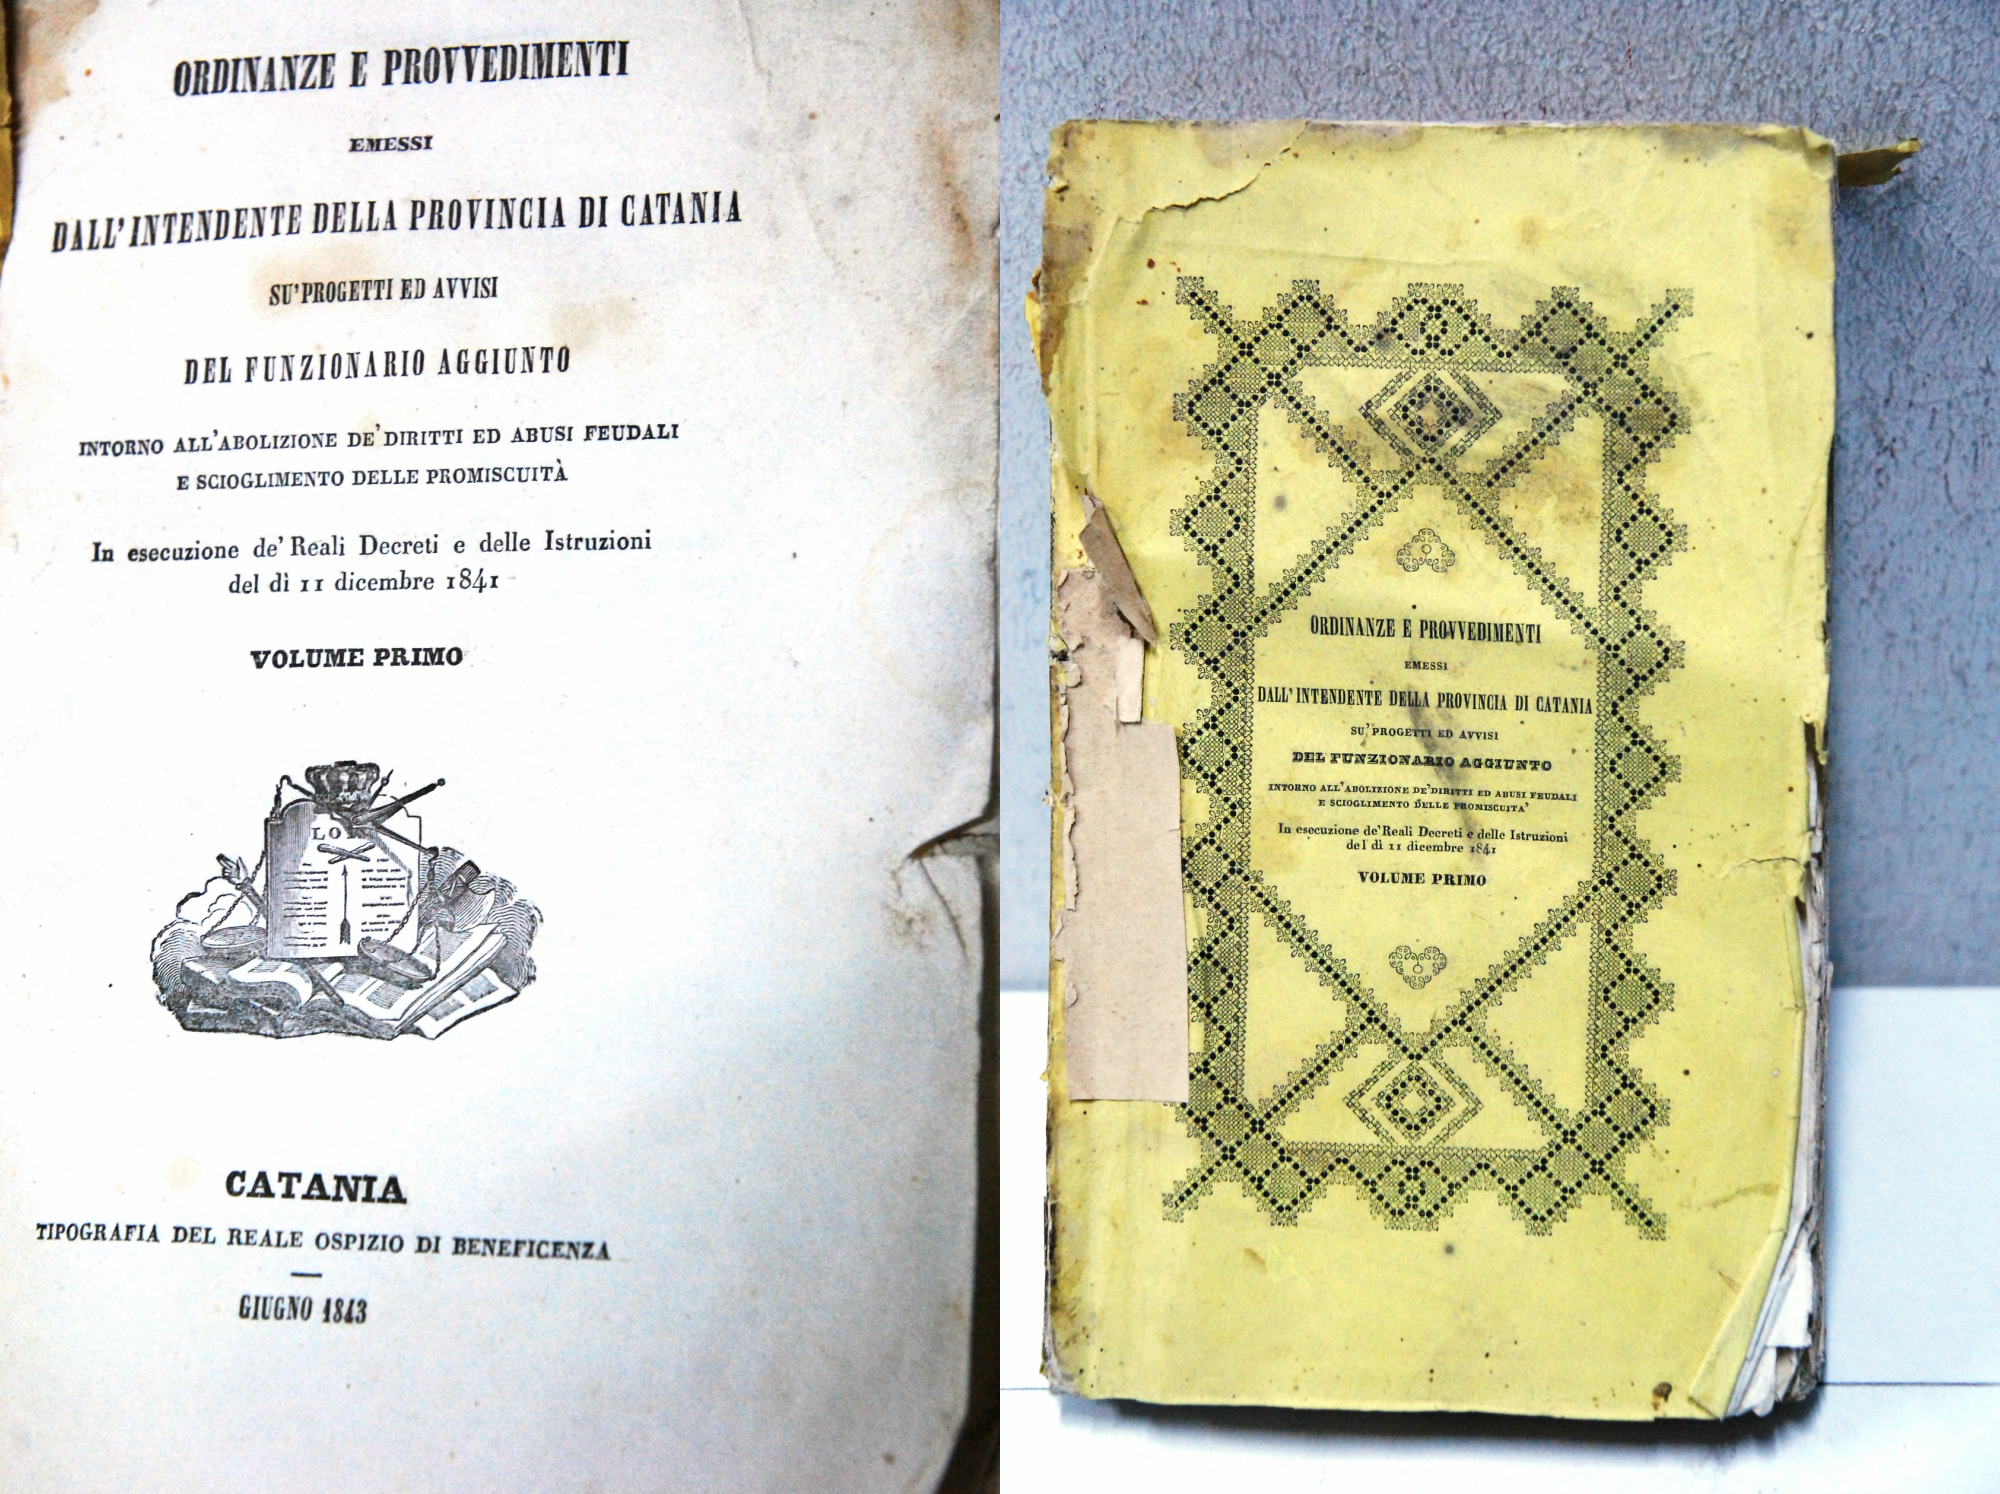 ORDINANZE E PROVVEDIMENTI
EMESSI
DALL'INTENDENTE DELLA PROVINCIA DI CATANIA
SU'PROGETTI ED AVVISI
DEL FUNZIONARIO AGGIUNTO
INTORNO ALL'ABOLIZIONE DE'DIRITTI ED ABUSI FEUDALI
E SCIOGLIMENTO DELLE PROMISCUITÀ
In esecuzione de' Reali Decreti e delle Istruzioni
del dì 11 dicembre 1841
VOLUME PRIMO
CATANIA
TIPOGRAFIA DEL REALE OSPIZIO DI BENEFICENZA
GIUGNO 1843
ORDINANZE E PROVVEDIMENTI
EMESSI
DALL'INTENDENTE DELLA PROVINCIA DI CATANIA
SU'PROGETTI ED AVVISI
DEL FUNZIONARIO AGGIUNTO
INTORNO ALL'ABOLIZIONE DE'DIRITTI ED ABUSI FEUDALI
E SCIOGLIMENTO DELLE PROMISCUITA'
In esecuzione de'Reali Decreti e delle Istruzioni
del dì 11 dicembre 1841
VOLUME PRIMO